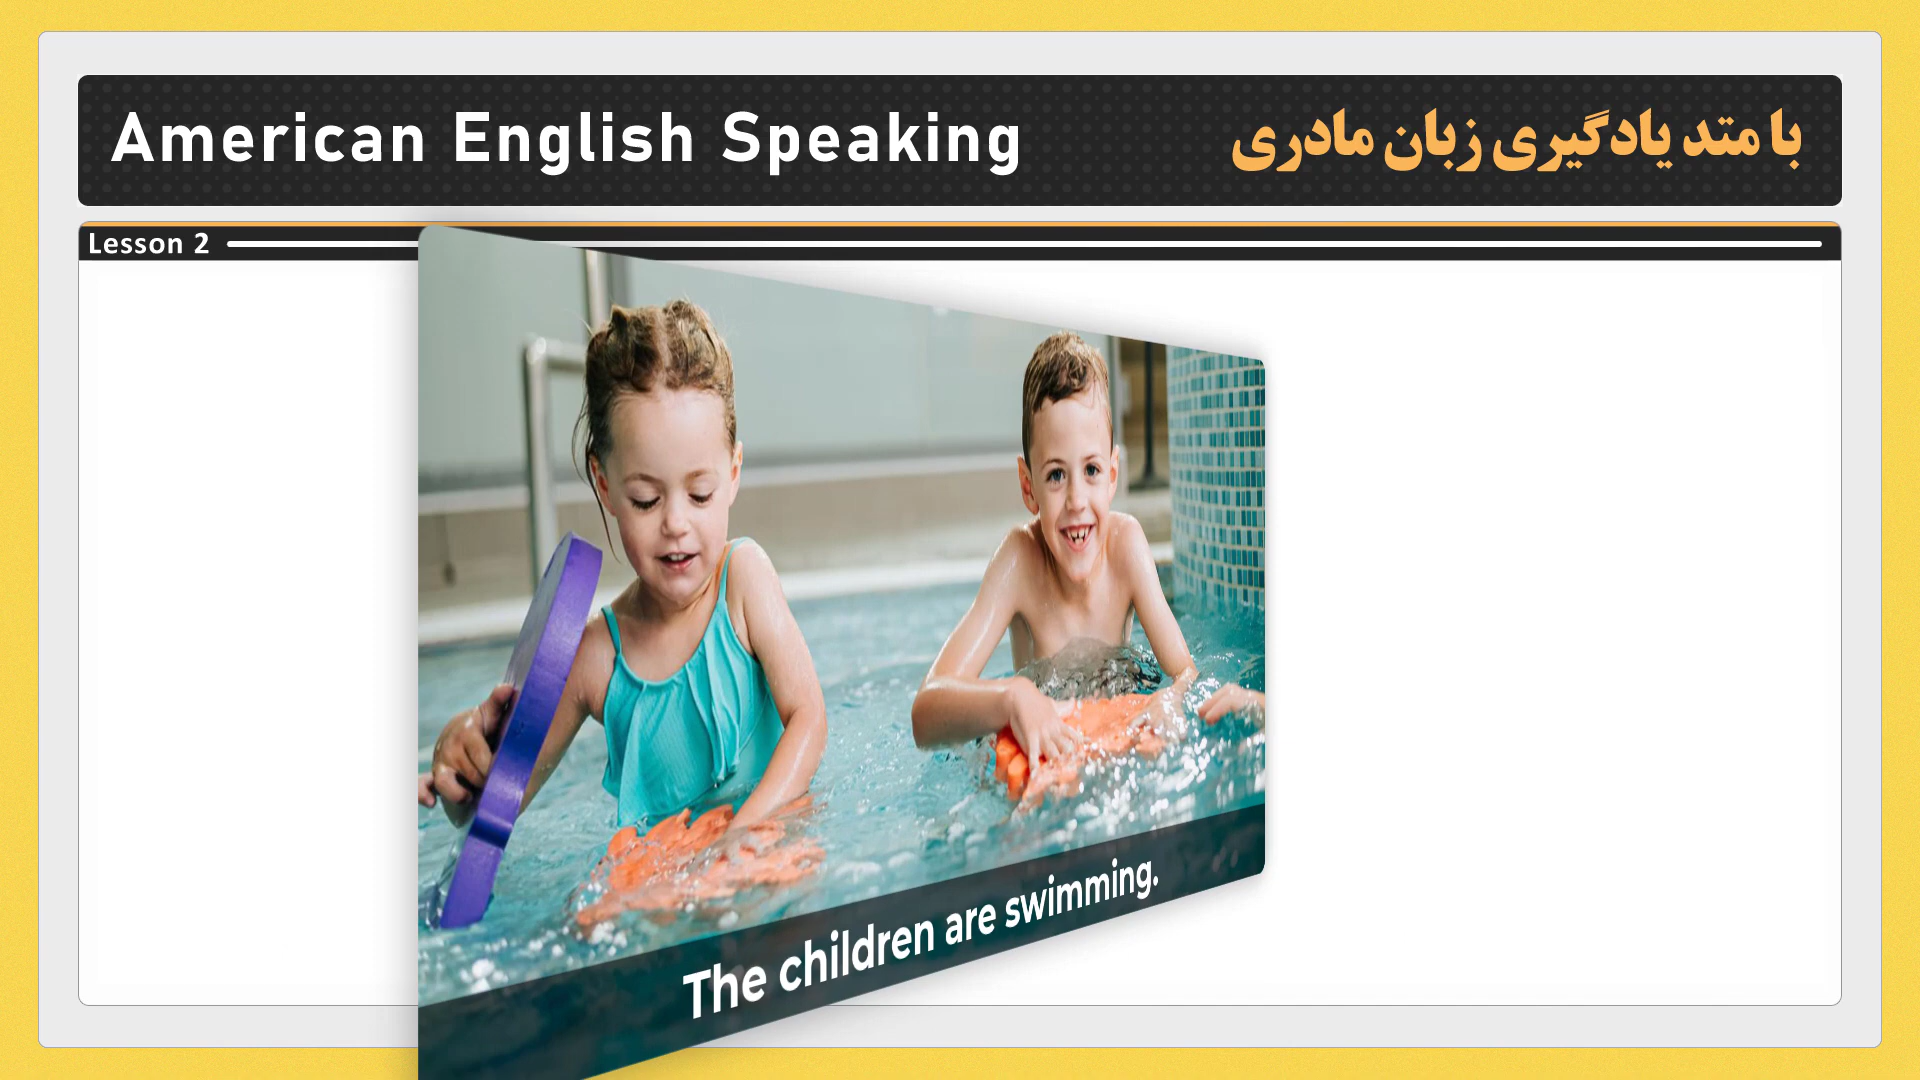 American English Speaking
با متد یادگیری زبان مادری
Lesson 2
The children are swimming.